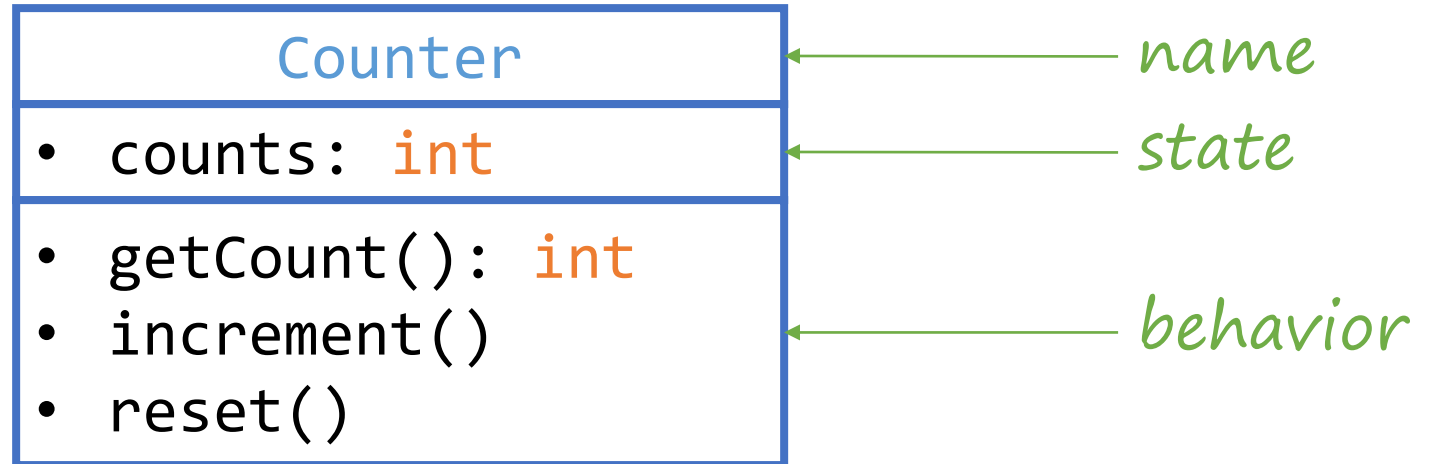 Counter
name
• counts: int
state
• getCount(): int
• increment()
behavior
• reset()